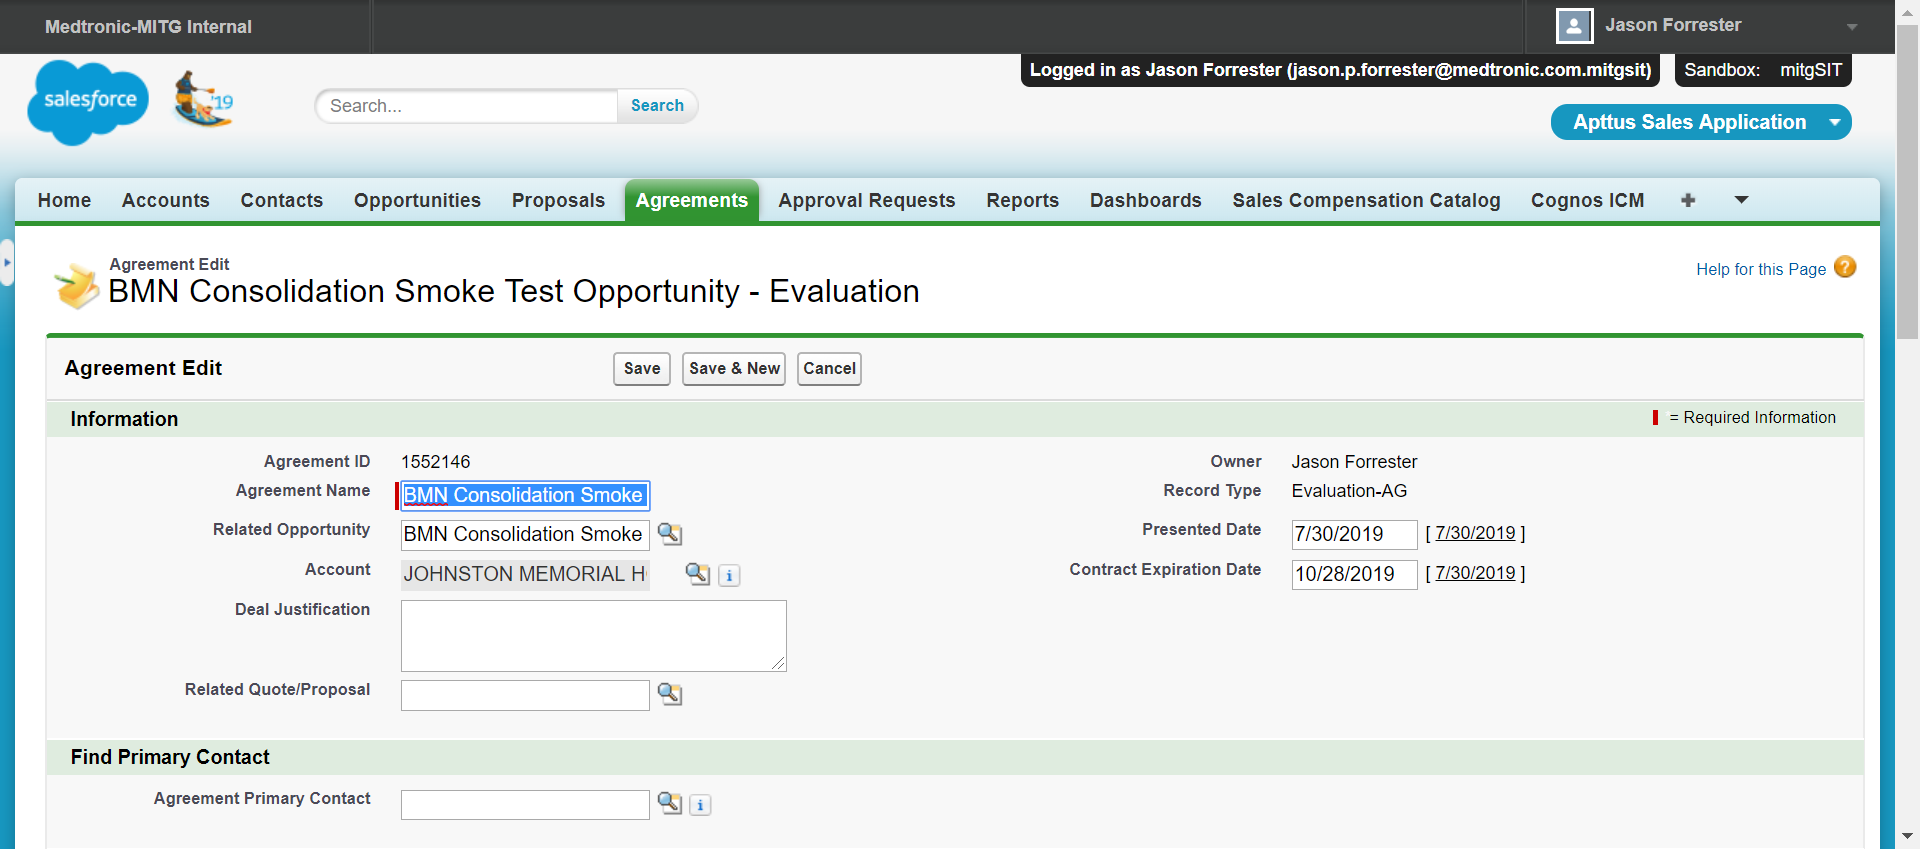 Medtronic-MITG Internal
Jason Forrester
salesforce
'19
Search...
Search
Logged in as Jason Forrester (jason.p.forrester@medtronic.com.mitgsit)
Sandbox: mitgSIT
Apttus Sales Application
Home Accounts Contacts Opportunities Proposals Agreements Approval Requests Reports Dashboards Sales Compensation Catalog Cognos ICM
Agreement Edit
BMN Consolidation Smoke Test Opportunity - Evaluation
Help for this Page ?
Agreement Edit
Save Save & New Cancel
Information
= Required Information
Agreement ID 1552146
Owner Jason Forrester
Agreement Name BMN Consolidation Smoke
Record Type Evaluation-AG
Related Opportunity BMN Consolidation Smoke
Presented Date 7/30/2019 [ 7/30/2019 ]
Account JOHNSTON MEMORIAL
Contract Expiration Date 10/28/2019 [ 7/30/2019 ]
Deal Justification
Related Quote/Proposal
Find Primary Contact
Agreement Primary Contact